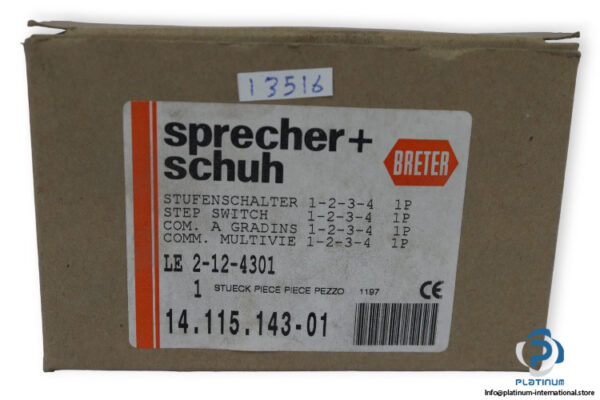 13516
sprecher+
schuh
BRETER
STUFENSCHALTER 1-2-3-4 1P
STEP SWITCH 1-2-3-4 1P
COM. A GRADINS 1-2-3-4 1P
COMM. MULTIVIE 1-2-3-4 1P
LE 2-12-4301
1 STUECK PIECE PIECE PEZZO 1197 CE
14.115.143-01
PLATINUM
Info@platinum-international.store